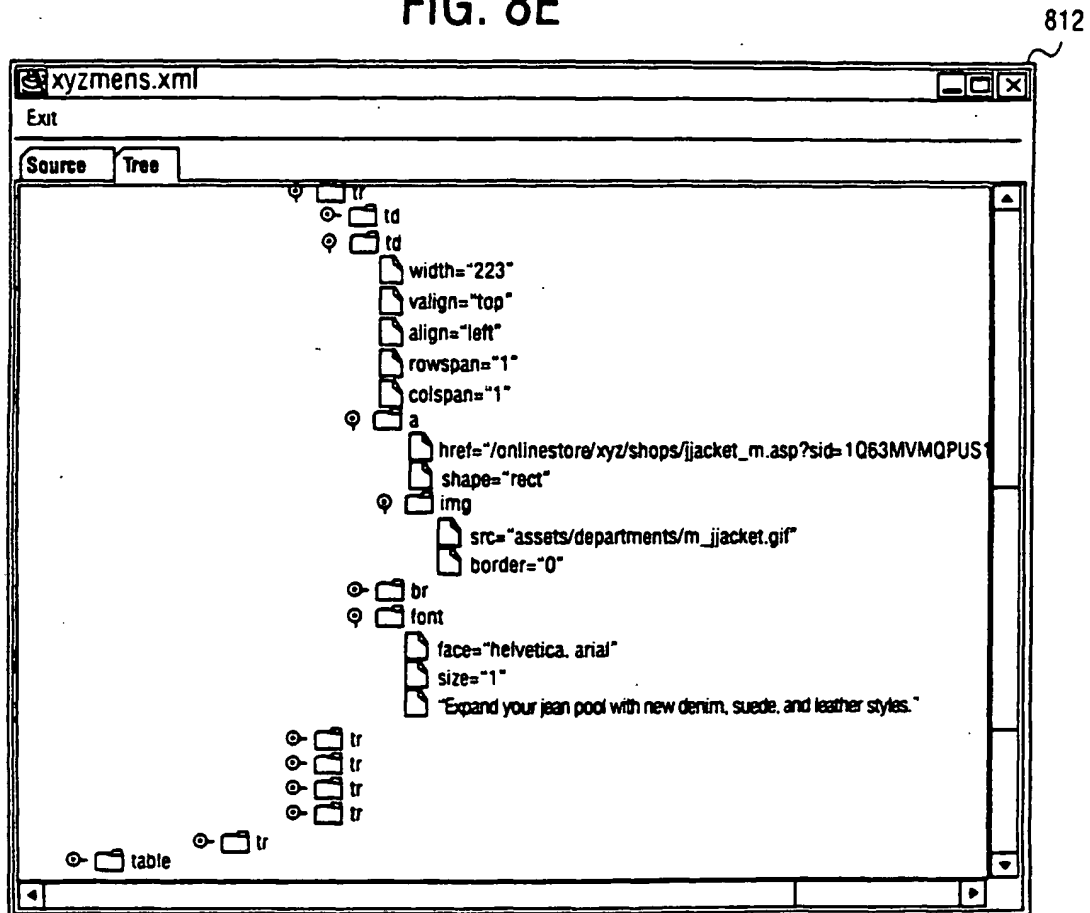 FIG. 8E
812
xyzmens.xml
Exit
Source Tree
tr
td
td
width="223"
valign="top"
align="left"
rowspan="1"
colspan="1"
a
href="/onlinestore/xyz/shops/jjacket_m.asp?sid=1Q63MVMQPUS1
shape="rect"
img
src="assets/departments/m_jjacket.gif"
border="0"
br
font
face="helvetica, arial"
size="1"
"Expand your jean pool with new denim, suede, and leather styles."
tr
tr
tr
tr
tr
table